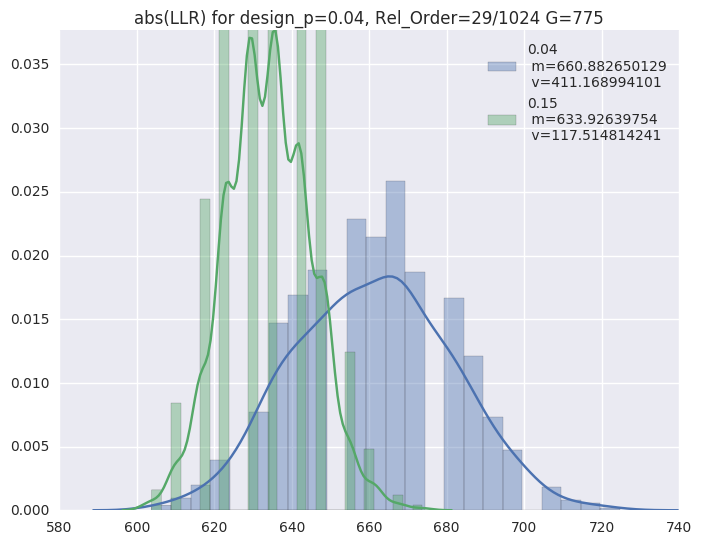 abs(LLR) for design_p=0.04, Rel_Order=29/1024 G=775
0.04
m=660.882650129
v=411.168994101
0.15
m=633.92639754
v=117.514814241
0.035
0.030
0.025
0.020
0.015
0.010
0.005
0.000
580 600 620 640 660 680 700 720 740